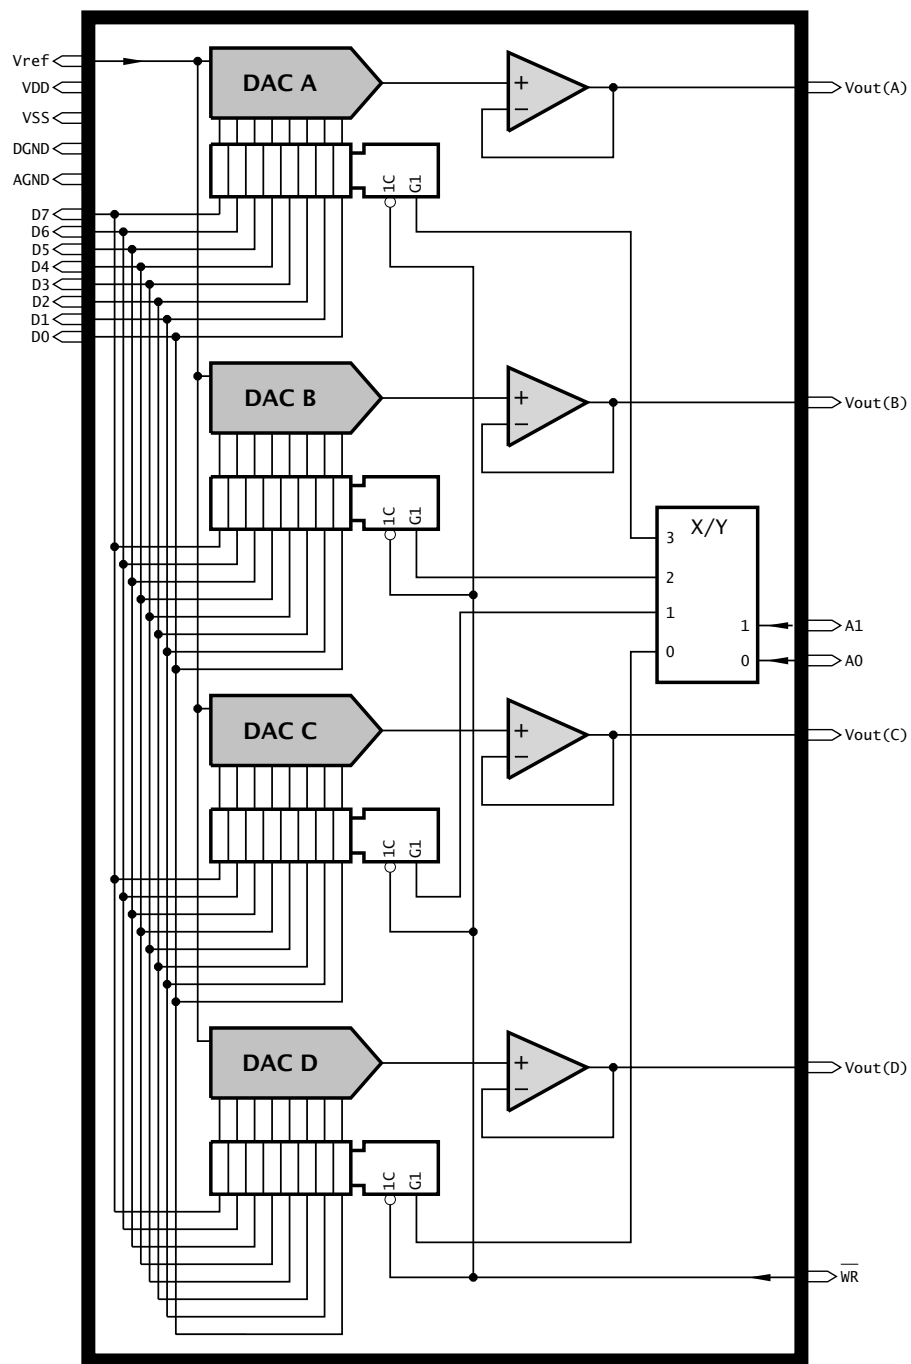 Vref
VDD
VSS
DGND
AGND
D7
D6
D5
D4
D3
D2
D1
D0
DAC A
1C
G1
+
−
Vout(A)
DAC B
1C
G1
+
−
Vout(B)
X/Y
3
2
1
0
1
0
A1
A0
DAC C
1C
G1
+
−
Vout(C)
DAC D
1C
G1
+
−
Vout(D)
W̅R̅